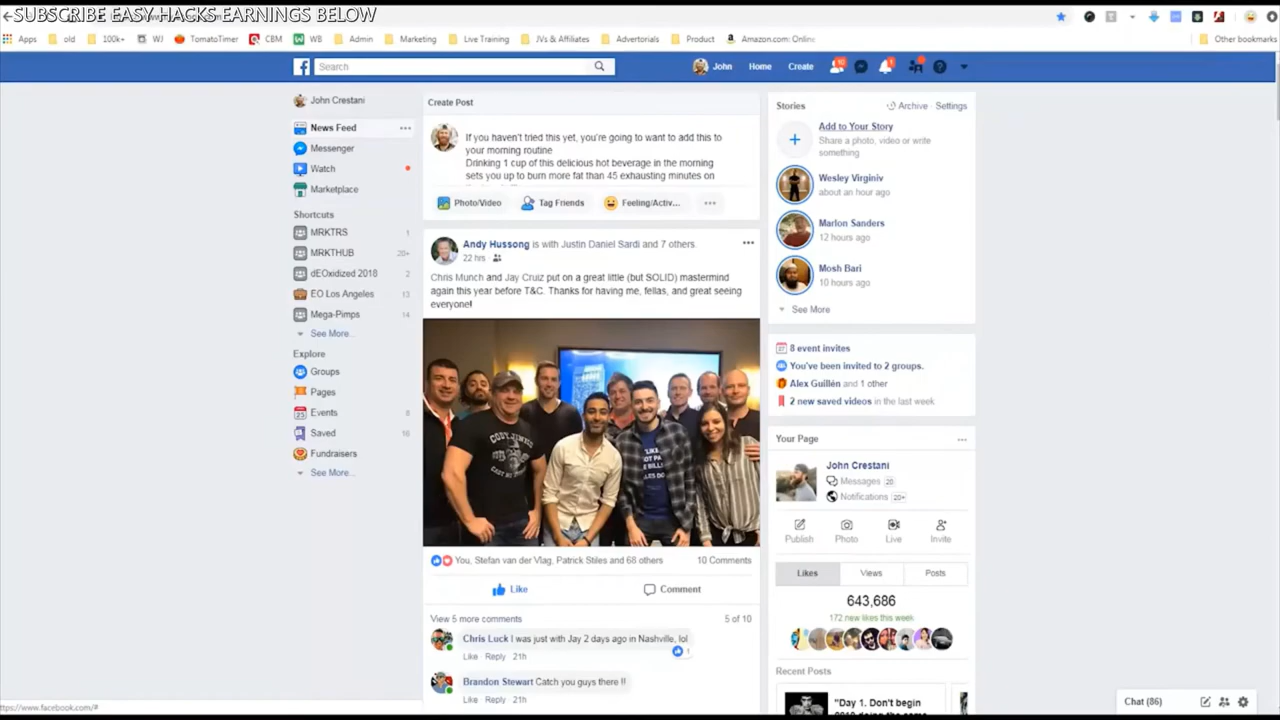 SUBSCRIBE EASY HACKS EARNINGS BELOW
Apps old 100k+ WJ TomatoTimer CBM WB Admin Marketing Live Training JVs & Affiliates Advertorials Product Amazon.com: Online Other bookmarks
Search
John Home Create
John Crestani
News Feed
Messenger
Watch
Marketplace
Shortcuts
MRKTRS 1
MRKTHUB 20+
dEOxidized 2018 2
EO Los Angeles 13
Mega-Pimps 14
See More...
Explore
Groups
Pages
Events 8
Saved 16
Fundraisers
See More...
Create Post
If you haven't tried this yet, you're going to want to add this to
your morning routine
Drinking 1 cup of this delicious hot beverage in the morning
sets you up to burn more fat than 45 exhausting minutes on
Photo/Video Tag Friends Feeling/Activ...
Andy Hussong is with Justin Daniel Sardi and 7 others.
22 hrs
Chris Munch and Jay Cruiz put on a great little (but SOLID) mastermind
again this year before T&C. Thanks for having me, fellas, and great seeing
everyone!
You, Stefan van der Vlag, Patrick Stiles and 68 others 10 Comments
Like Comment
View 5 more comments 5 of 10
Chris Luck I was just with Jay 2 days ago in Nashville, lol
1
Like Reply 21h
Brandon Stewart Catch you guys there !!
Like Reply 21h
Stories Archive Settings
Add to Your Story
Share a photo, video or write
something
Wesley Virginiv
about an hour ago
Marlon Sanders
12 hours ago
Mosh Bari
10 hours ago
See More
8 event invites
You've been invited to 2 groups.
Alex Guillén and 1 other
2 new saved videos in the last week
Your Page
John Crestani
Messages 20
Notifications 20+
Publish Photo Live Invite
Likes Views Posts
643,686
172 new likes this week
Recent Posts
"Day 1. Don't begin
Chat (86)
ttps://www.facebook.com/#